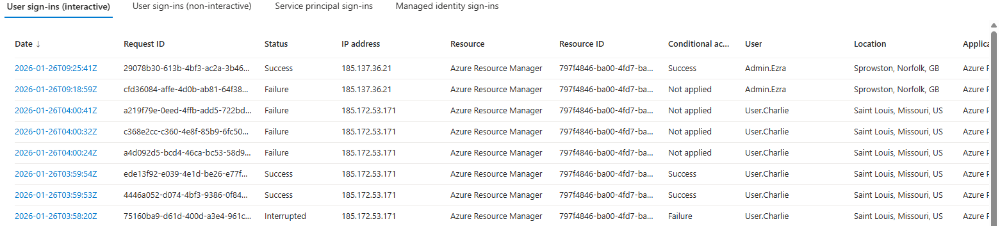 User sign-ins (interactive) User sign-ins (non-interactive) Service principal sign-ins Managed identity sign-ins
Date ↓ Request ID Status IP address Resource Resource ID Conditional ac... User Location Applica
2026-01-26T09:25:41Z 29078b30-613b-4bf3-ac2a-3b46... Success 185.137.36.21 Azure Resource Manager 797f4846-ba00-4fd7-ba... Success Admin.Ezra Sprowston, Norfolk, GB Azure P
2026-01-26T09:18:59Z cfd36084-affe-4d0b-ab81-64f38... Failure 185.137.36.21 Azure Resource Manager 797f4846-ba00-4fd7-ba... Not applied Admin.Ezra Sprowston, Norfolk, GB Azure P
2026-01-26T04:00:41Z a219f79e-0eed-4ffb-add5-722bd... Failure 185.172.53.171 Azure Resource Manager 797f4846-ba00-4fd7-ba... Not applied User.Charlie Saint Louis, Missouri, US Azure P
2026-01-26T04:00:32Z c368e2cc-c360-4e8f-85b9-6fc50... Failure 185.172.53.171 Azure Resource Manager 797f4846-ba00-4fd7-ba... Not applied User.Charlie Saint Louis, Missouri, US Azure P
2026-01-26T04:00:24Z a4d092d5-bcd4-46ca-bc53-58d9... Failure 185.172.53.171 Azure Resource Manager 797f4846-ba00-4fd7-ba... Not applied User.Charlie Saint Louis, Missouri, US Azure P
2026-01-26T03:59:54Z ede13f92-e039-4e1d-be26-e77f... Success 185.172.53.171 Azure Resource Manager 797f4846-ba00-4fd7-ba... Success User.Charlie Saint Louis, Missouri, US Azure P
2026-01-26T03:59:53Z 4446a052-d074-4bf3-9386-0f84... Success 185.172.53.171 Azure Resource Manager 797f4846-ba00-4fd7-ba... Success User.Charlie Saint Louis, Missouri, US Azure P
2026-01-26T03:58:20Z 75160ba9-d61d-400d-a3e4-961c... Interrupted 185.172.53.171 Azure Resource Manager 797f4846-ba00-4fd7-ba... Failure User.Charlie Saint Louis, Missouri, US Azure P